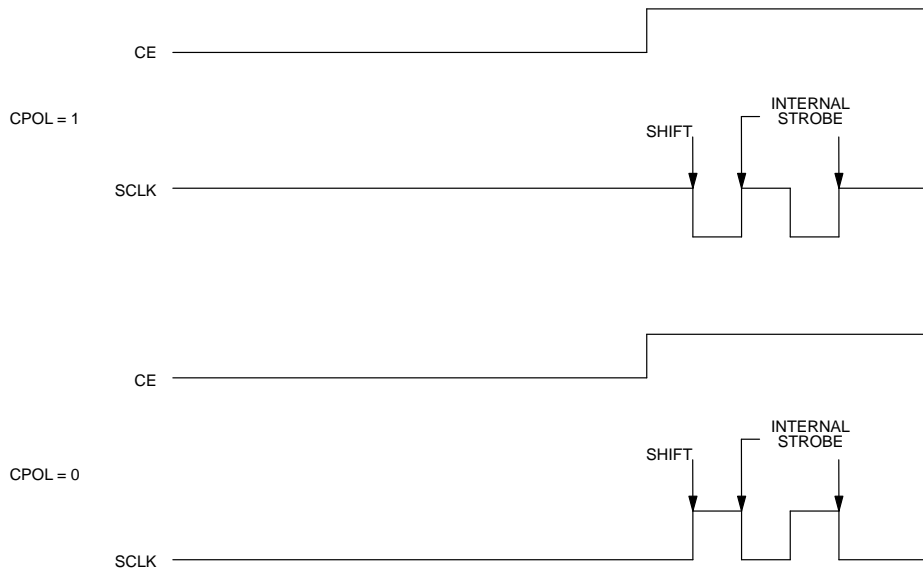 CE
CPOL = 1
INTERNAL
STROBE
SHIFT
SCLK
CE
INTERNAL
STROBE
SHIFT
CPOL = 0
SCLK